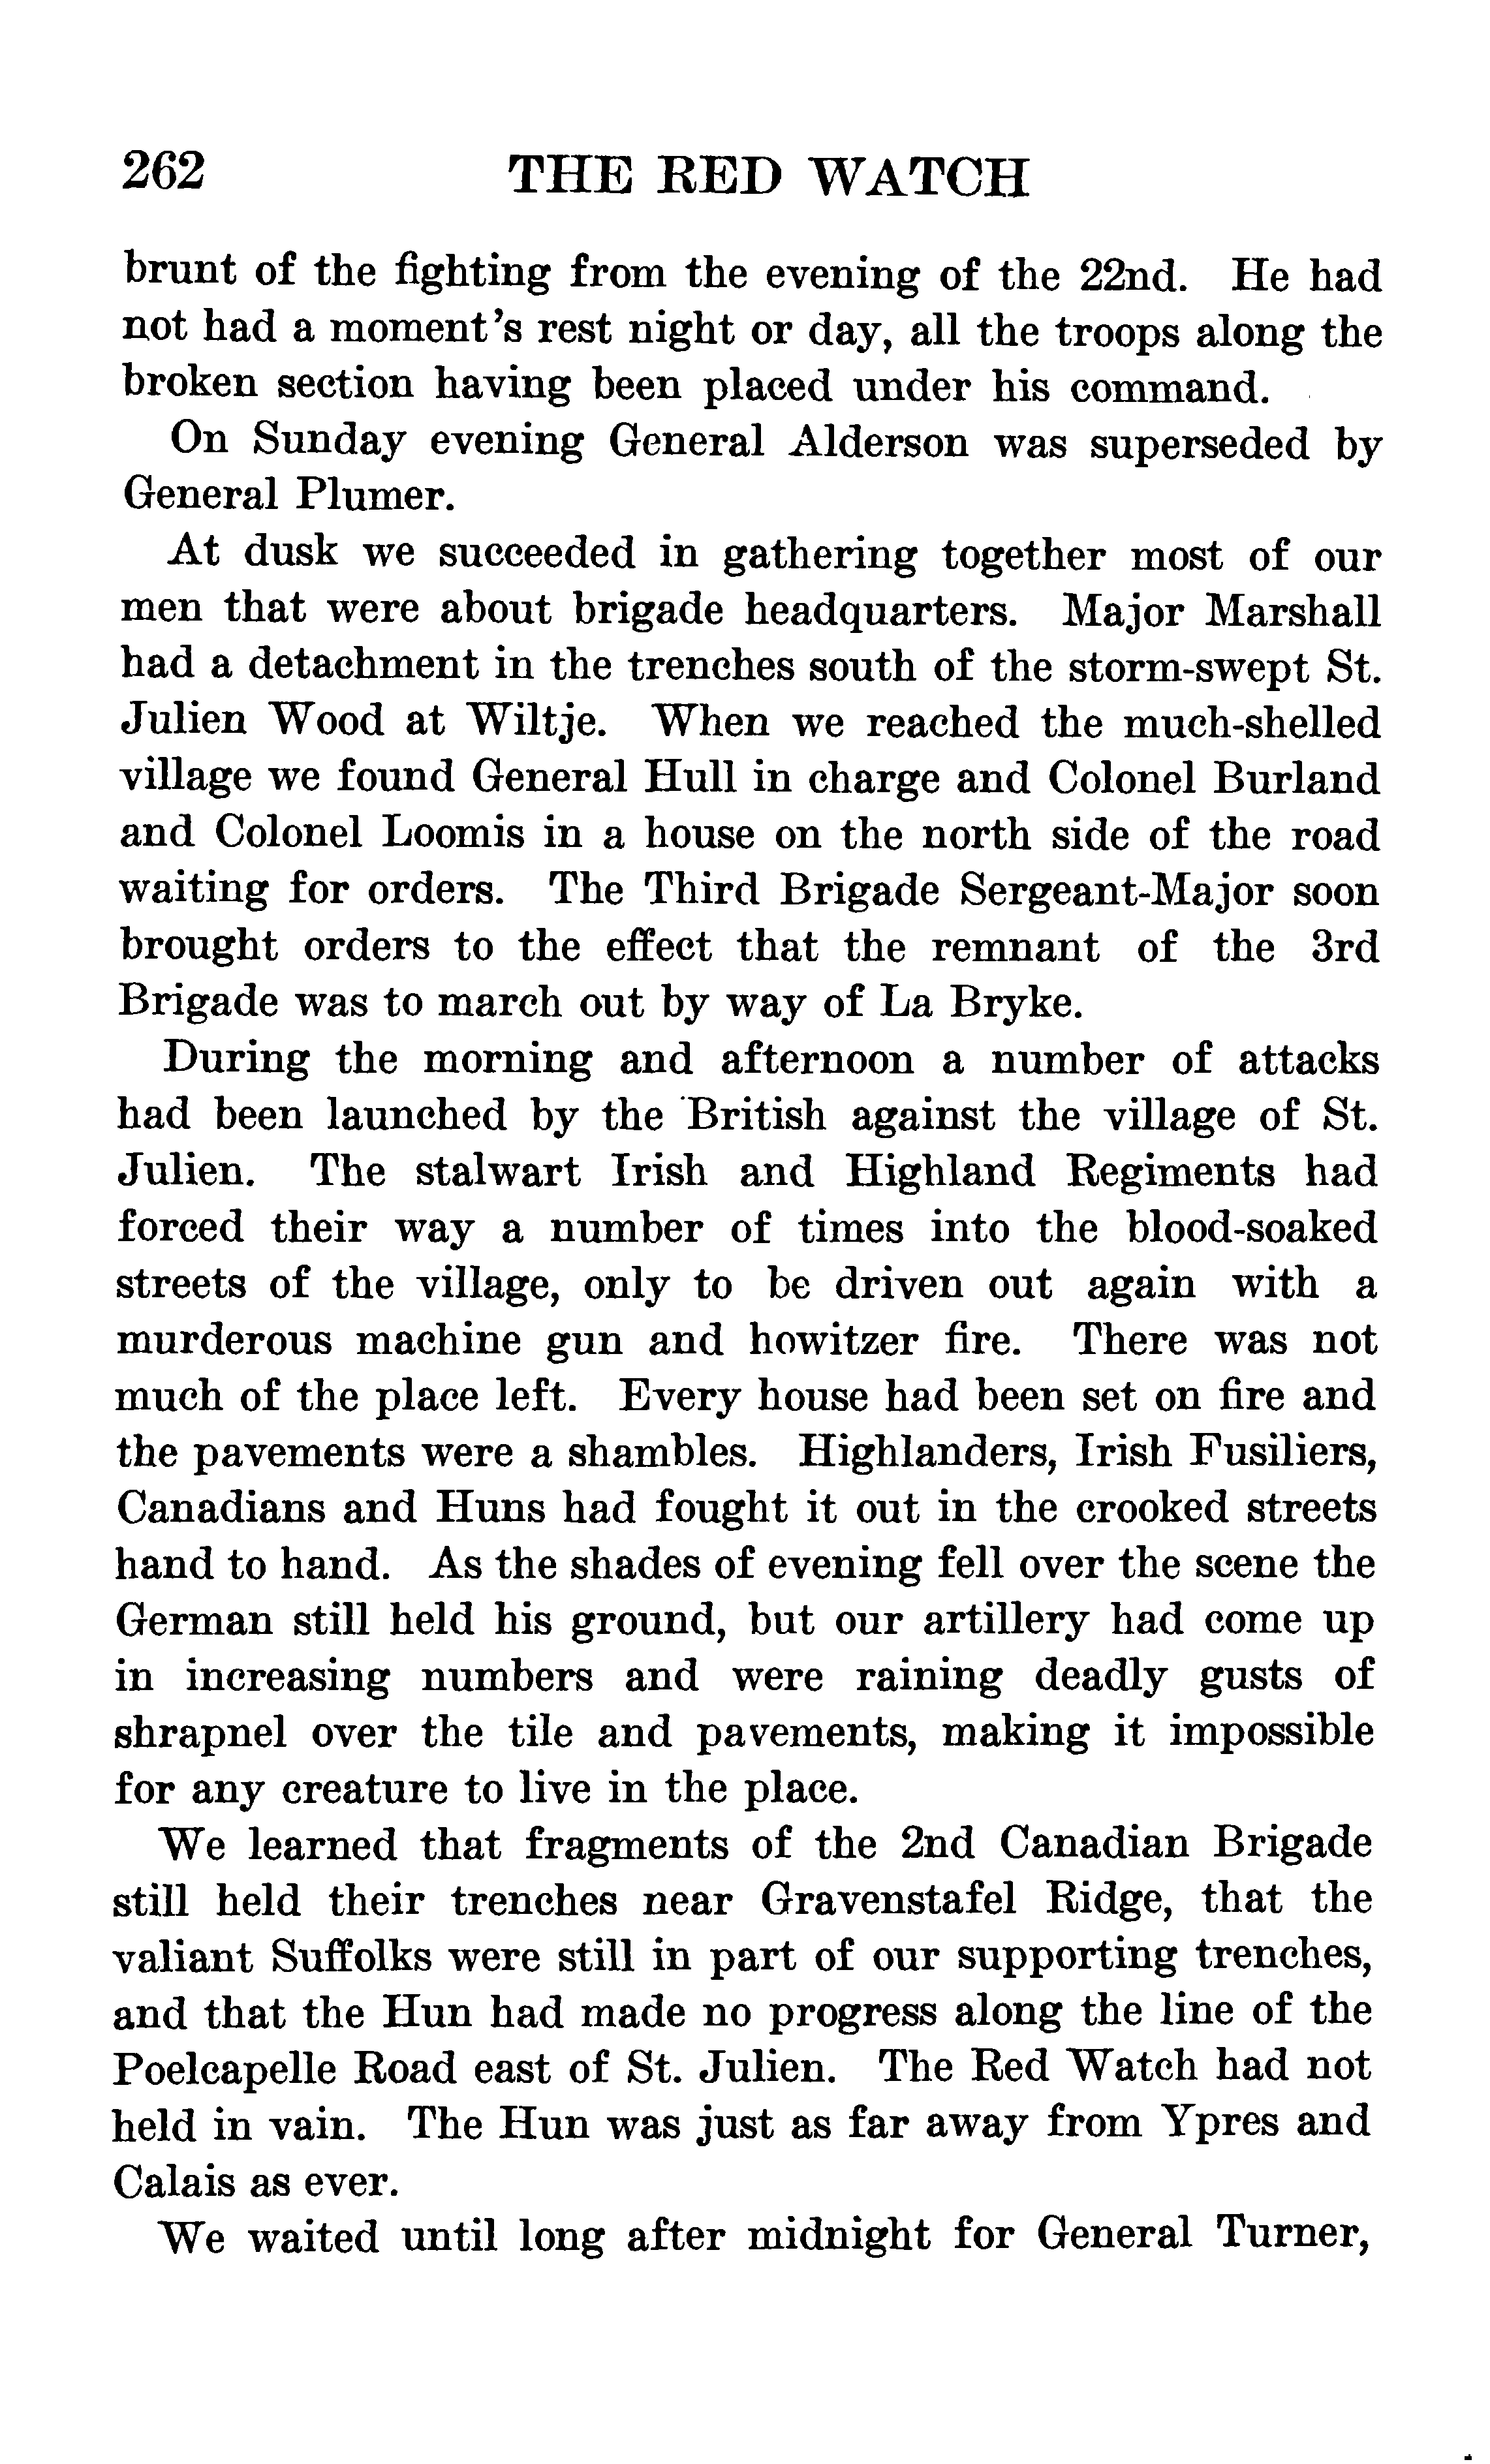 262 THE RED WATCH
brunt of the fighting from the evening of the 22nd. He had
not had a moment's rest night or day, all the troops along the
broken section having been placed under his command.
On Sunday evening General Alderson was superseded by
General Plumer.
At dusk we succeeded in gathering together most of our
men that were about brigade headquarters. Major Marshall
had a detachment in the trenches south of the storm-swept St.
Julien Wood at Wiltje. When we reached the much-shelled
village we found General Hull in charge and Colonel Burland
and Colonel Loomis in a house on the north side of the road
waiting for orders. The Third Brigade Sergeant-Major soon
brought orders to the effect that the remnant of the 3rd
Brigade was to march out by way of La Bryke.
During the morning and afternoon a number of attacks
had been launched by the British against the village of St.
Julien. The stalwart Irish and Highland Regiments had
forced their way a number of times into the blood-soaked
streets of the village, only to be driven out again with a
murderous machine gun and howitzer fire. There was not
much of the place left. Every house had been set on fire and
the pavements were a shambles. Highlanders, Irish Fusiliers,
Canadians and Huns had fought it out in the crooked streets
hand to hand. As the shades of evening fell over the scene the
German still held his ground, but our artillery had come up
in increasing numbers and were raining deadly gusts of
shrapnel over the tile and pavements, making it impossible
for any creature to live in the place.
We learned that fragments of the 2nd Canadian Brigade
still held their trenches near Gravenstafel Ridge, that the
valiant Suffolks were still in part of our supporting trenches,
and that the Hun had made no progress along the line of the
Poelcapelle Road east of St. Julien. The Red Watch had not
held in vain. The Hun was just as far away from Ypres and
Calais as ever.
We waited until long after midnight for General Turner,